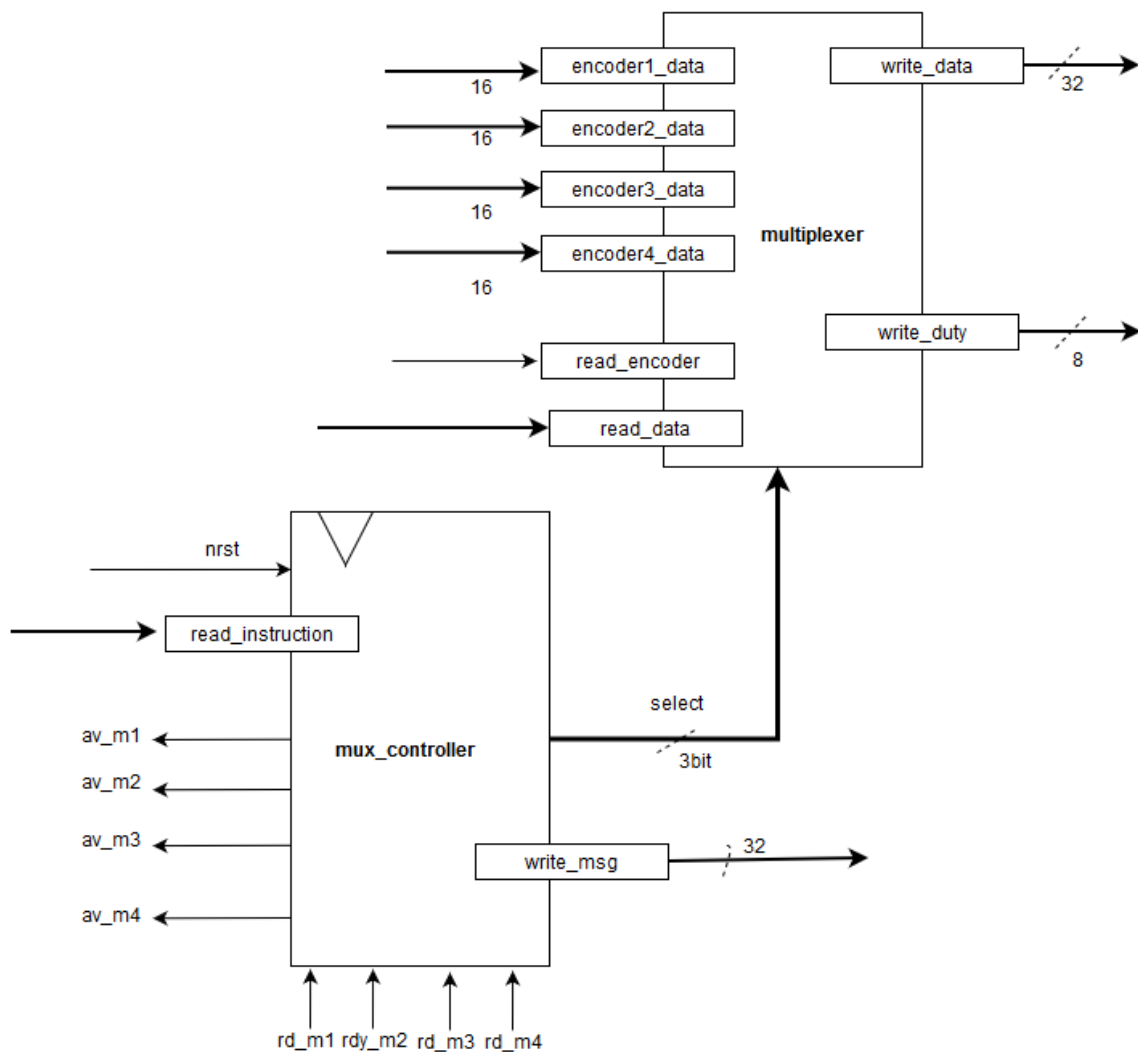 encoder1_data
write_data
16
32
encoder2_data
16
encoder3_data
16
multiplexer
encoder4_data
16
write_duty
8
read_encoder
read_data
nrst
read_instruction
select
av_m1
mux_controller
3bit
av_m2
av_m3
32
write_msg
av_m4
rd_m1 rdy_m2 rd_m3 rd_m4